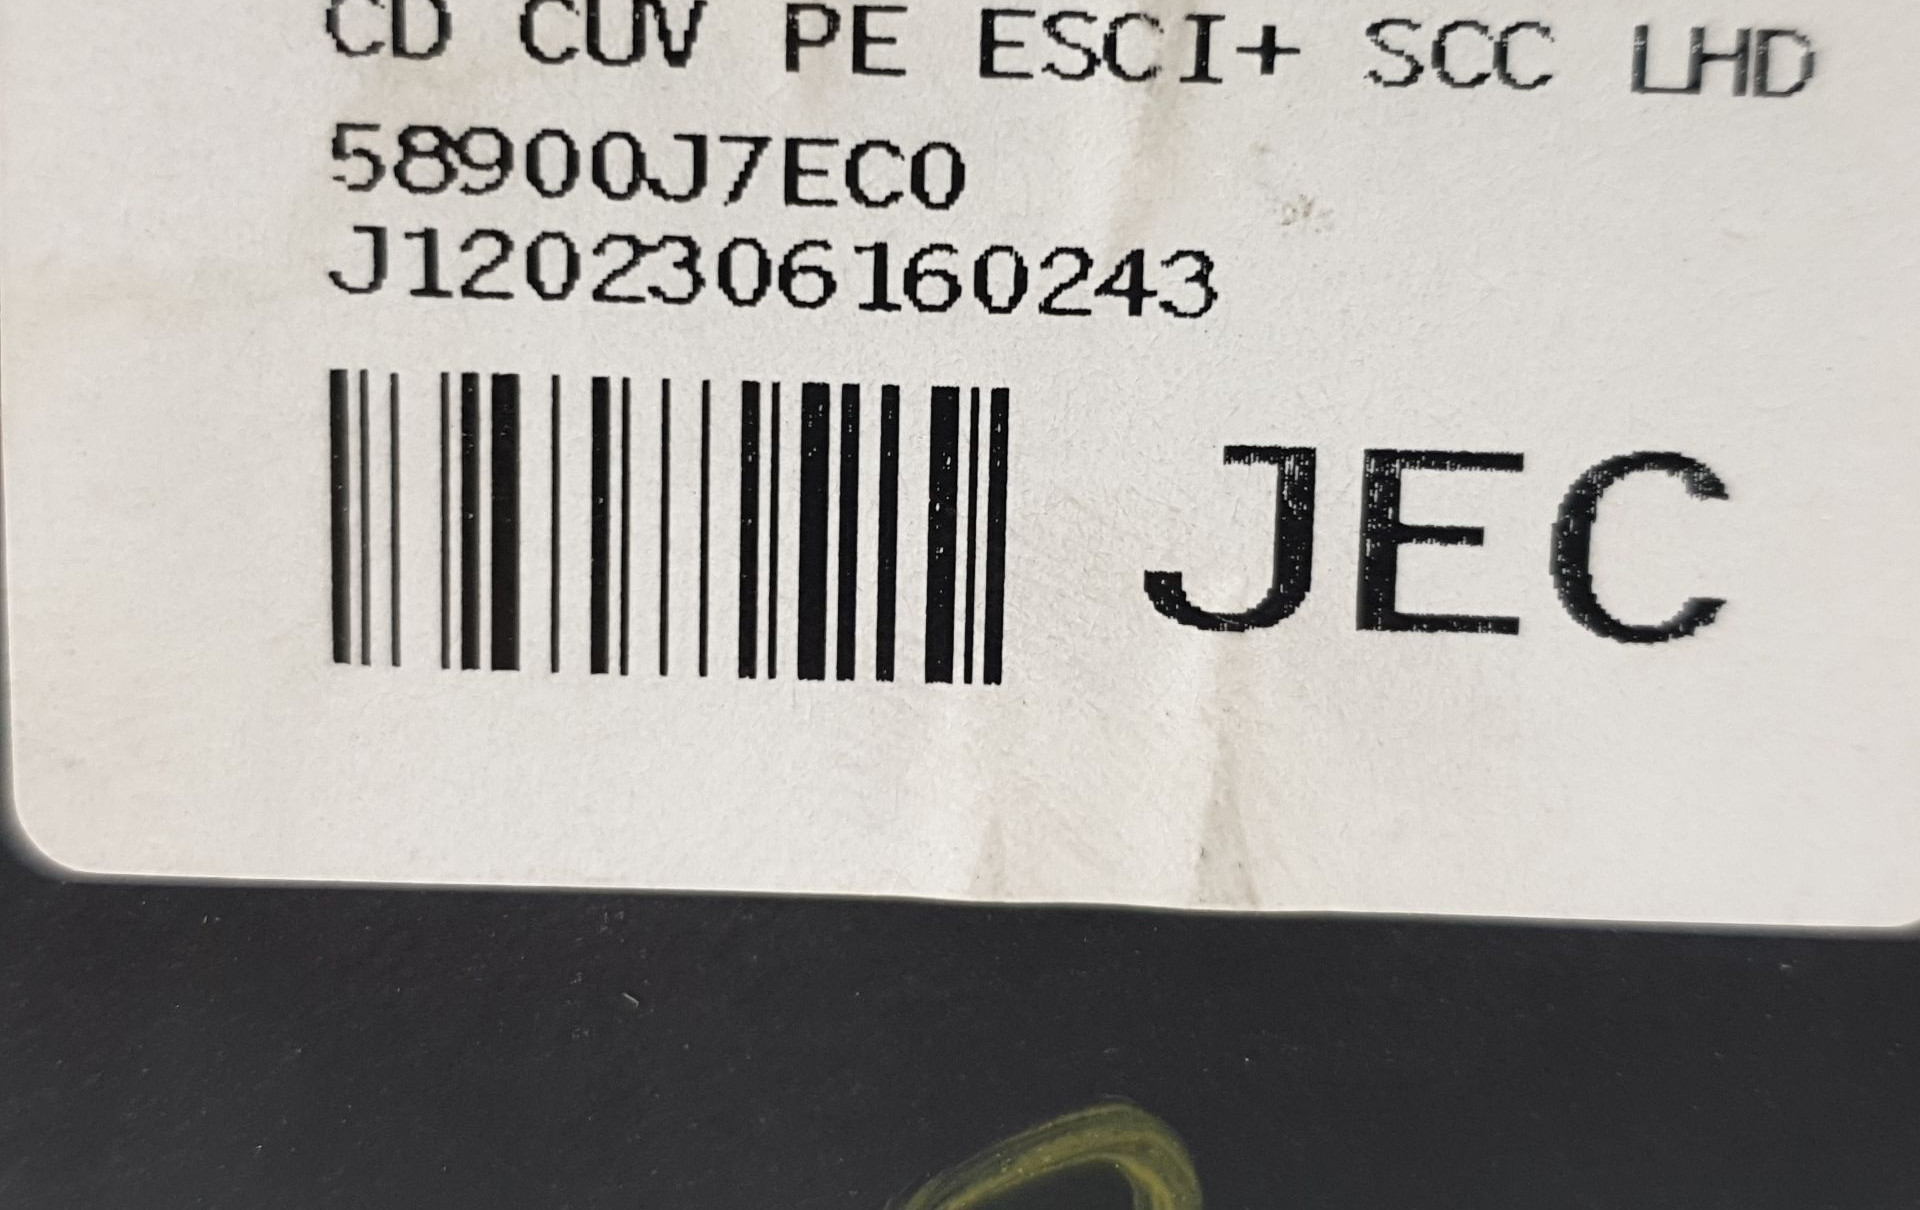 CD CUV PE ESCI+ SCC LHD
58900J7EC0
J1202306160243
JEC